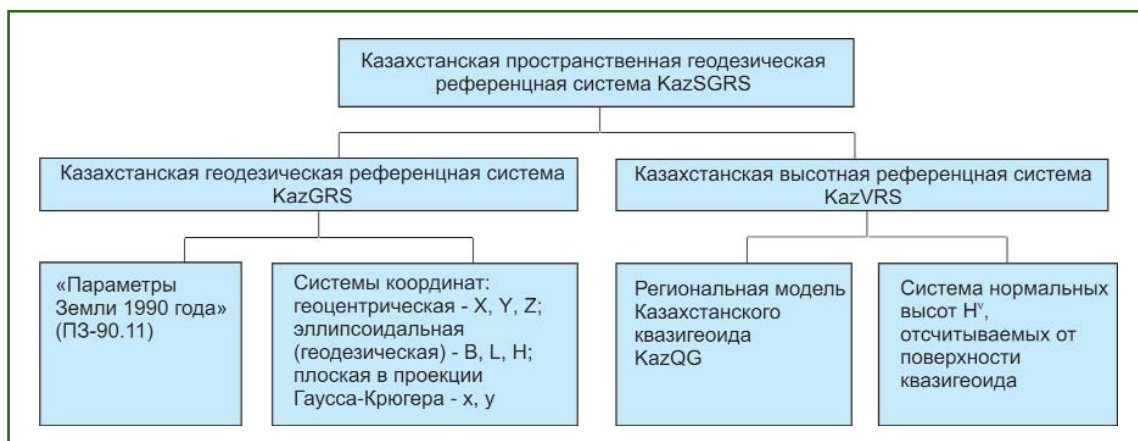 Казахстанская пространственная геодезическая
референцная система KazSGRS
Казахстанская геодезическая референцная система
KazGRS
Казахстанская высотная референцная система
KazVRS
«Параметры
Земли 1990 года»
(ПЗ-90.11)
Системы координат:
геоцентрическая - X, Y, Z;
эллипсоидальная
(геодезическая) - B, L, H;
плоская в проекции
Гаусса-Крюгера - x, y
Региональная модель
Казахстанского
квазигеоида
KazQG
Система нормальных
высот Hᵛ,
отсчитываемых от
поверхности
квазигеоида